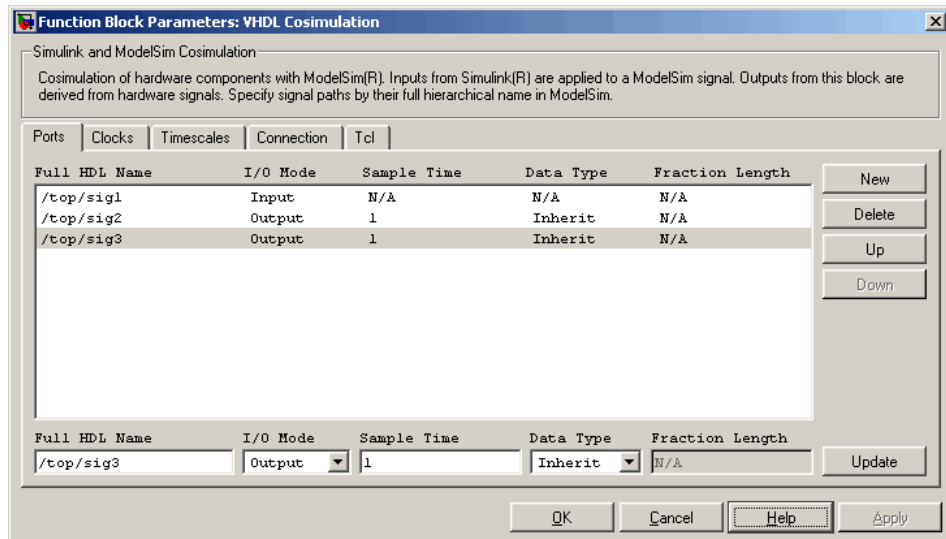 Function Block Parameters: VHDL Cosimulation
Simulink and ModelSim Cosimulation
Cosimulation of hardware components with ModelSim(R). Inputs from Simulink(R) are applied to a ModelSim signal. Outputs from this block are
derived from hardware signals. Specify signal paths by their full hierarchical name in ModelSim.
Ports Clocks Timescales Connection Tcl
Full HDL Name I/O Mode Sample Time Data Type Fraction Length
New
/top/sig1 Input N/A N/A N/A
/top/sig2 Output 1 Inherit N/A
Delete
/top/sig3 Output 1 Inherit N/A
Up
Down
Full HDL Name I/O Mode Sample Time Data Type Fraction Length
/top/sig3 Output 1 Inherit N/A Update
OK Cancel Help Apply